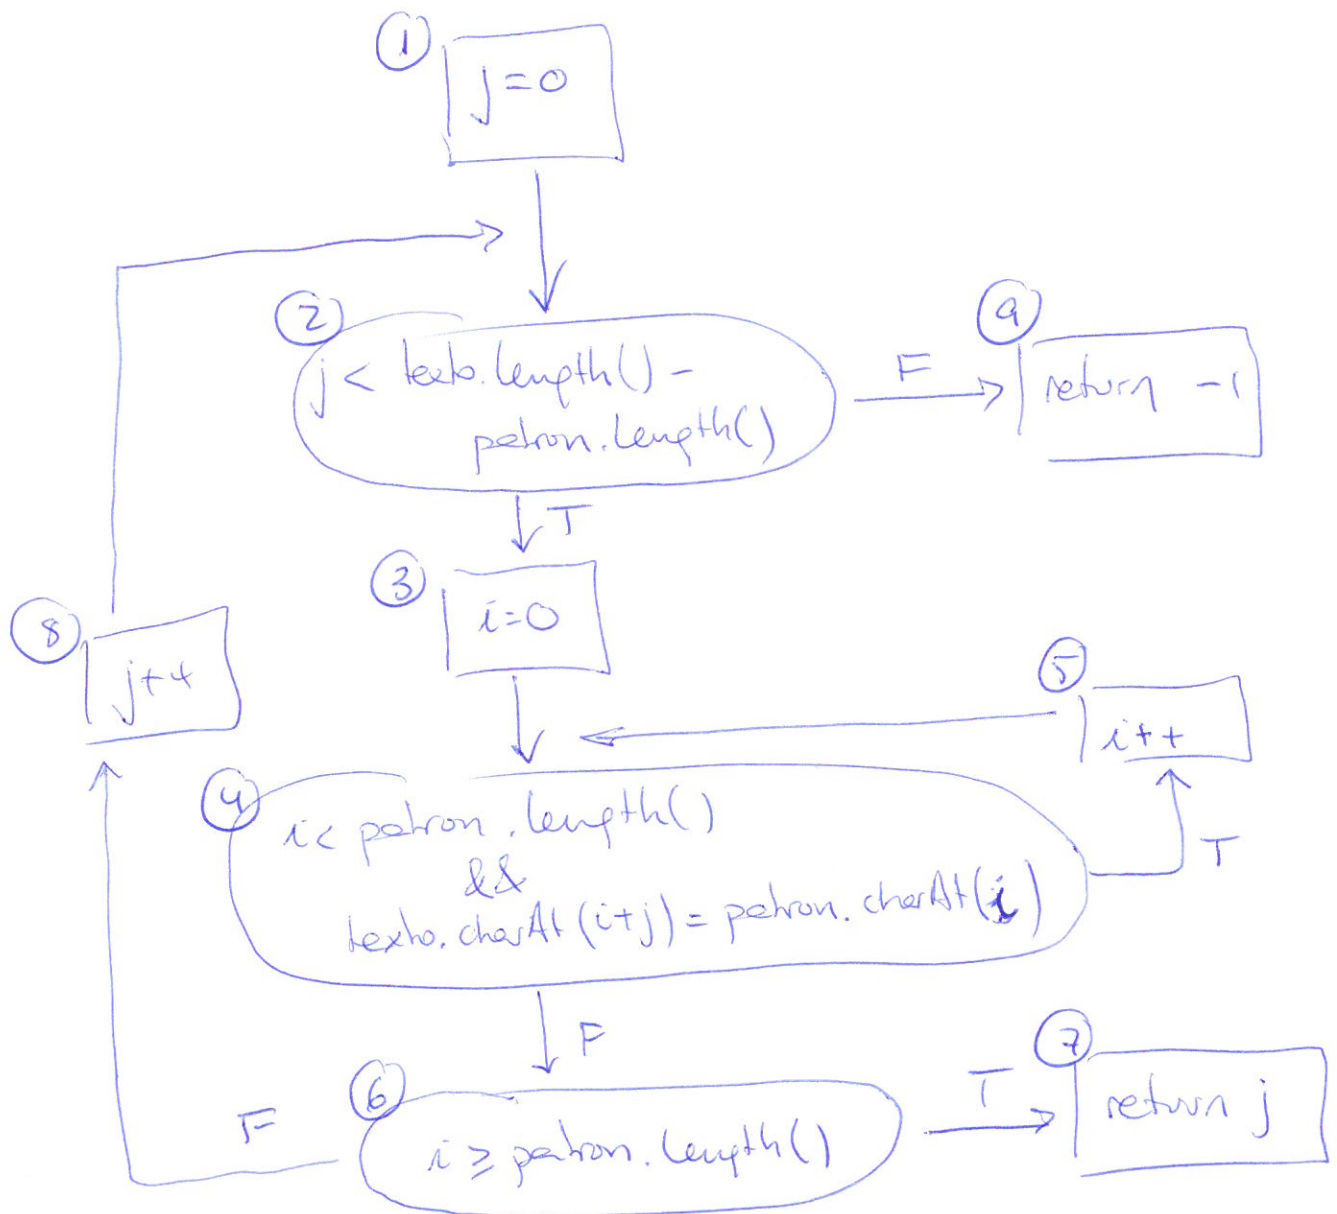 1
j=0
2
j < texto.length() -
patron.length()
F
9
return -1
T
3
i=0
8
j++
5
i++
4
i< patron.length()
&&
texto.charAt(i+j) = patron.charAt(i)
T
F
6
i ≥ patron.length()
T
7
return j
F